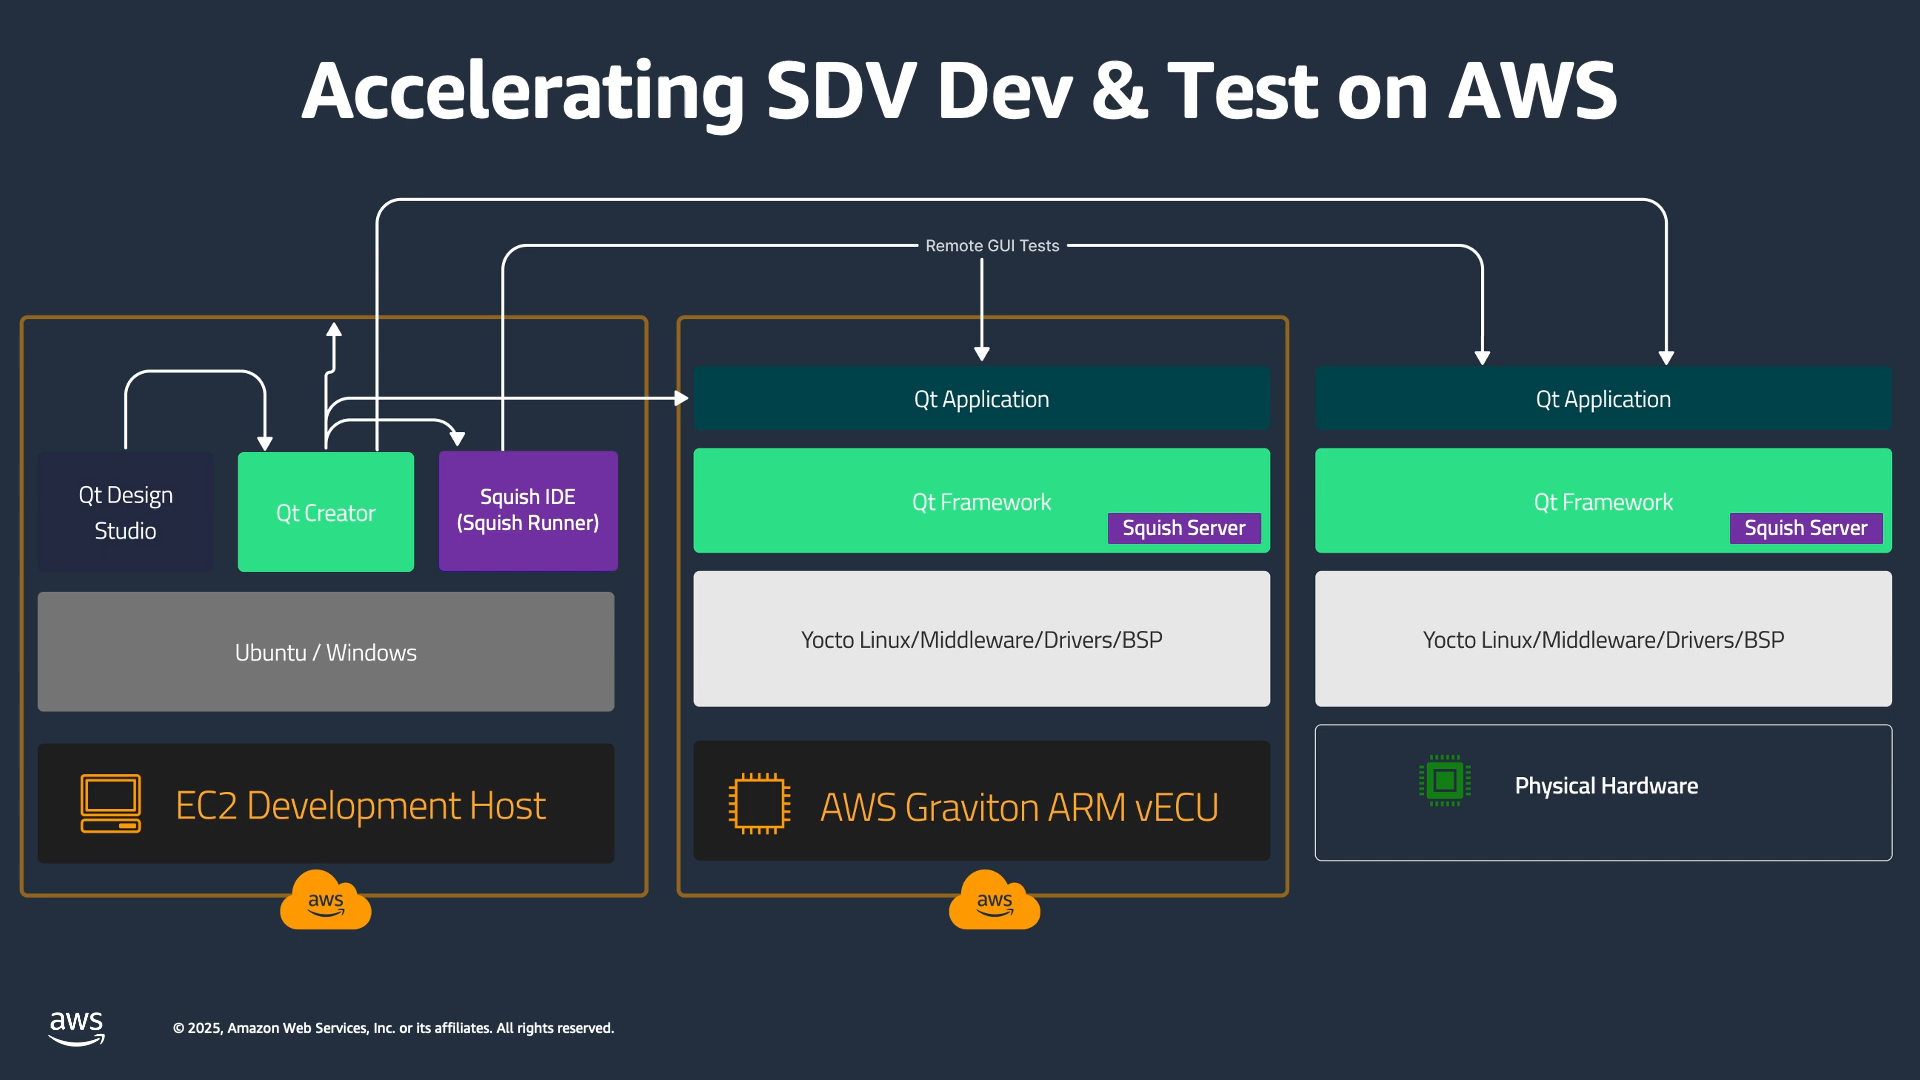 Accelerating SDV Dev & Test on AWS
Remote GUI Tests
Qt Design
Studio
Qt Creator
Squish IDE
(Squish Runner)
Ubuntu / Windows
EC2 Development Host
aws
Qt Application
Qt Framework
Squish Server
Yocto Linux/Middleware/Drivers/BSP
AWS Graviton ARM vECU
aws
Qt Application
Qt Framework
Squish Server
Yocto Linux/Middleware/Drivers/BSP
Physical Hardware
aws
© 2025, Amazon Web Services, Inc. or its affiliates. All rights reserved.